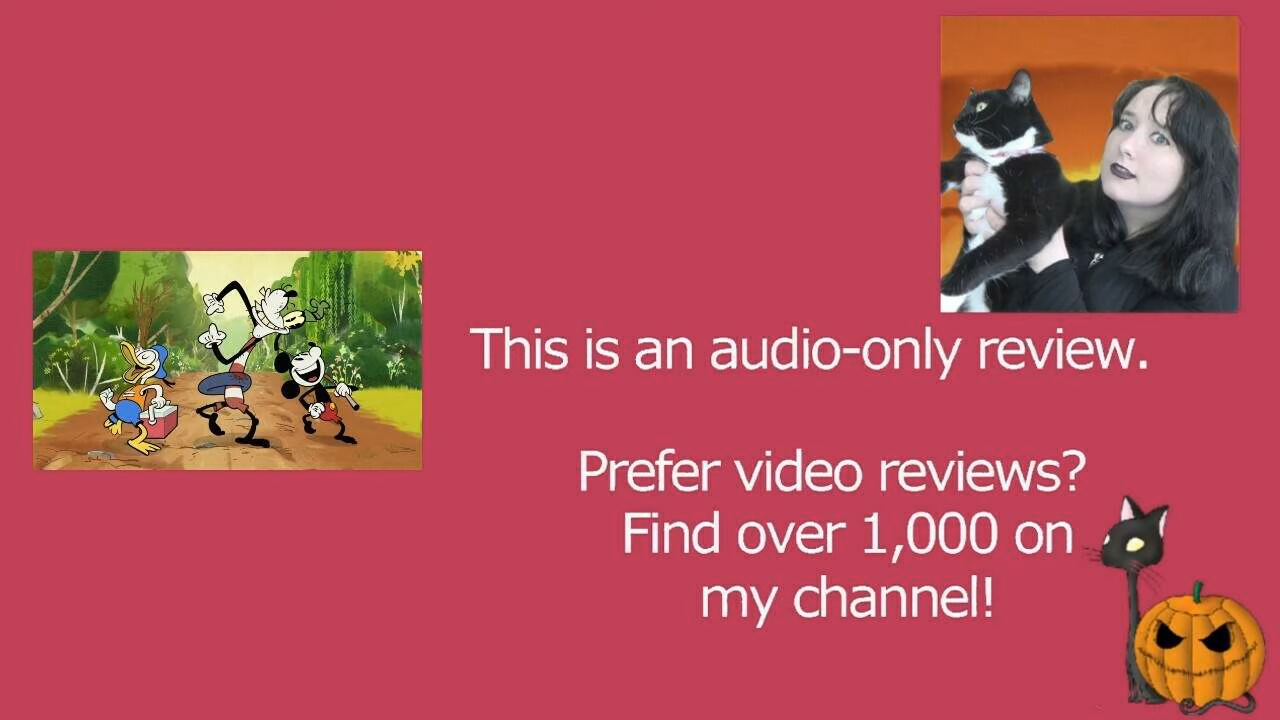 This is an audio-only review.
Prefer video reviews?
Find over 1,000 on
my channel!